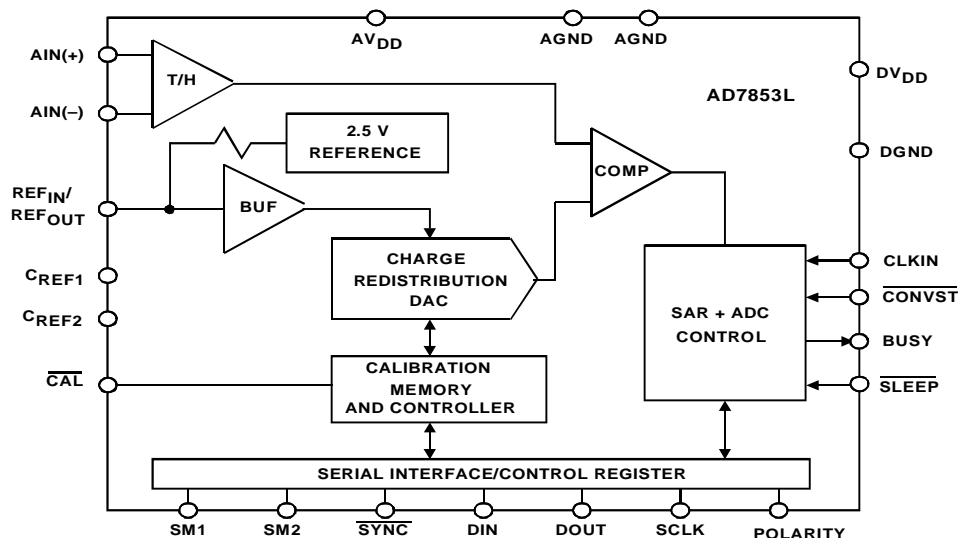 AVDD
AGND
AGND
AIN(+)
T/H
DVDD
AD7853L
AIN(–)
2.5 V
REFERENCE
DGND
COMP
REFIN/
REFOUT
BUF
CHARGE
REDISTRIBUTION
DAC
CLKIN
CREF1
CONVST
SAR + ADC
CONTROL
CREF2
BUSY
CAL
CALIBRATION
MEMORY
AND CONTROLLER
SLEEP
SERIAL INTERFACE/CONTROL REGISTER
SM1
SM2
SYNC
DIN
DOUT
SCLK
POLARITY